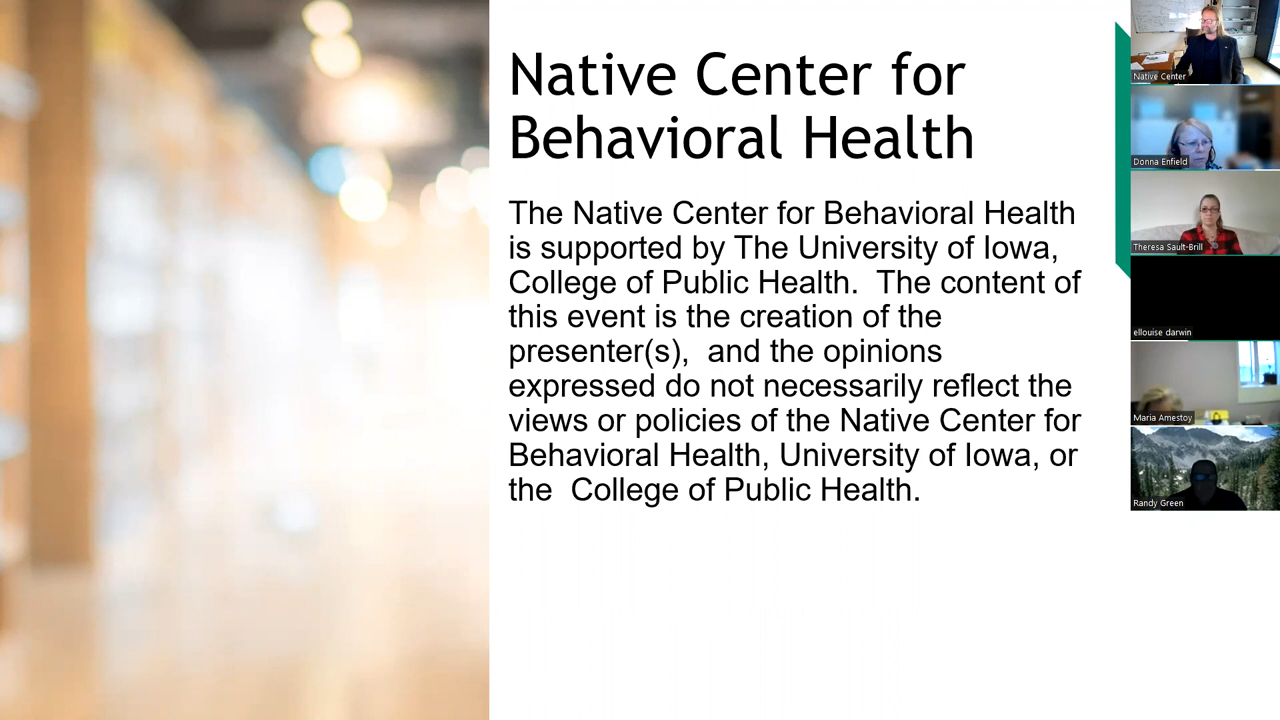 Native Center for
Behavioral Health
The Native Center for Behavioral Health
is supported by The University of Iowa,
College of Public Health.  The content of
this event is the creation of the
presenter(s),  and the opinions
expressed do not necessarily reflect the
views or policies of the Native Center for
Behavioral Health, University of Iowa, or
the  College of Public Health.
Native Center
Donna Enfield
Theresa Sault-Brill
ellouise darwin
Maria Amestoy
Randy Green